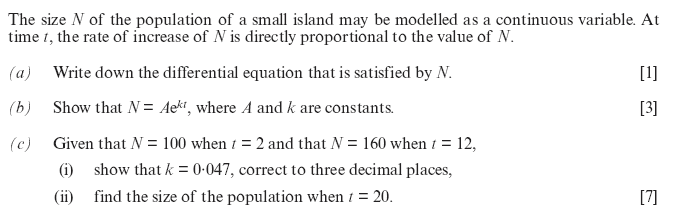 The size N of the population of a small island may be modelled as a continuous variable. At
time t, the rate of increase of N is directly proportional to the value of N.
(a) Write down the differential equation that is satisfied by N. [1]
(b) Show that N = Ae^{kt}, where A and k are constants. [3]
(c) Given that N = 100 when t = 2 and that N = 160 when t = 12,
(i) show that k = 0·047, correct to three decimal places,
(ii) find the size of the population when t = 20. [7]